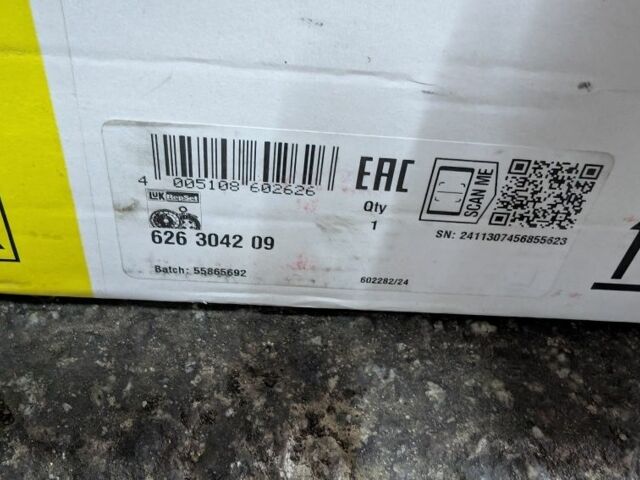 4 005108 602626
EAC
SCAN ME
LuK RepSet
Qty
1
626 3042 09
SN: 2411307456855623
Batch: 55865692
602282/24